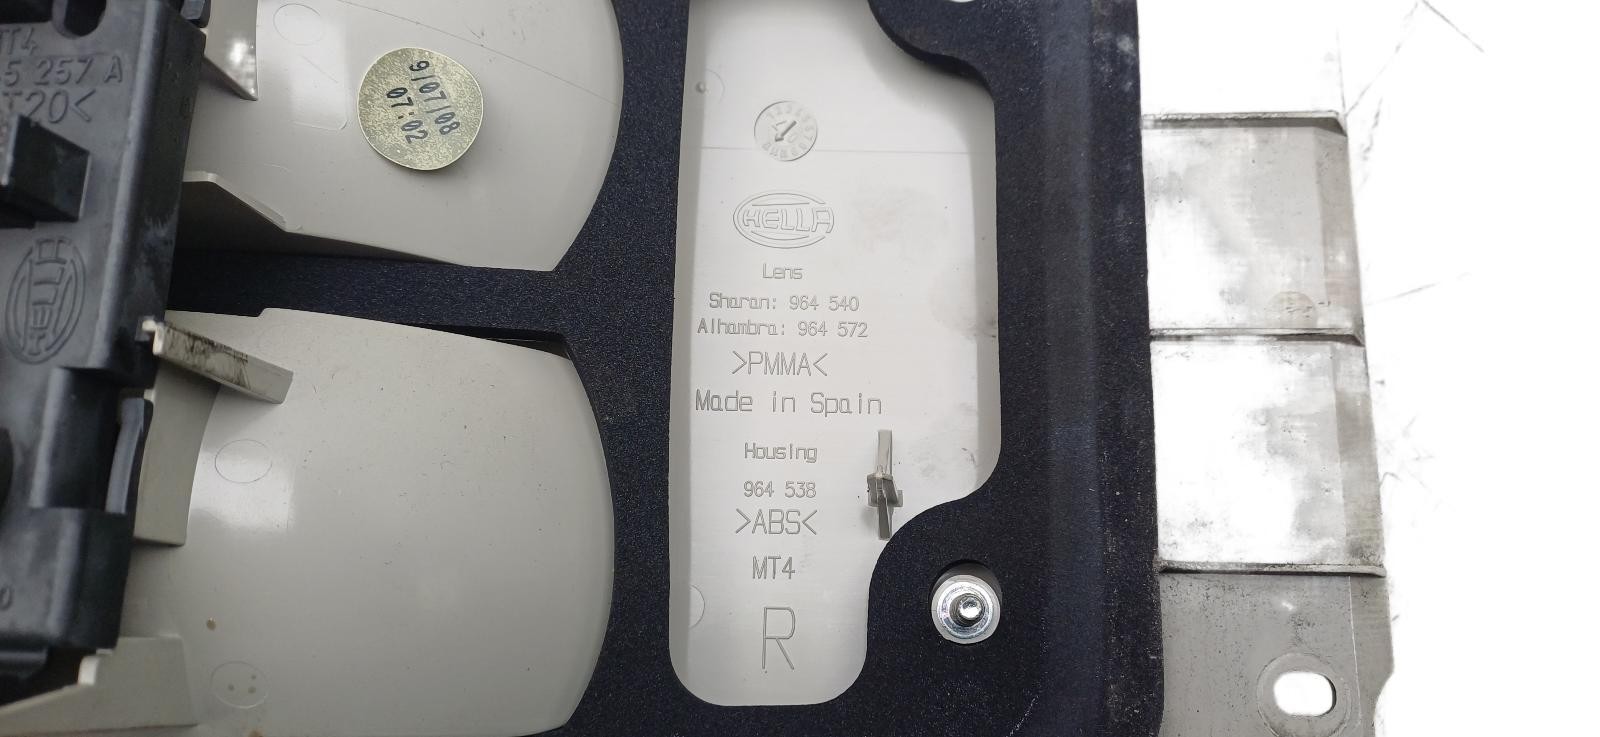 MT4
5 257 A
T20<
HELLA
9/07/08
07:02
HELLA
Lens
Sharan: 964 540
Alhambra: 964 572
>PMMA<
Made in Spain
Housing
964 538
>ABS<
MT4
R